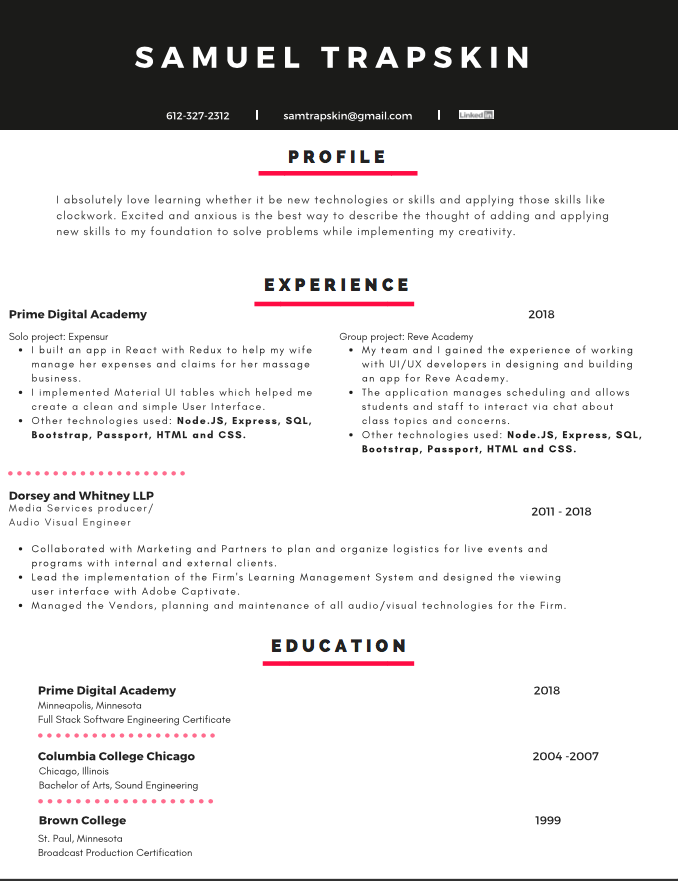 SAMUEL TRAPSKIN
612-327-2312 | samtrapskin@gmail.com | LinkedIn
PROFILE
I absolutely love learning whether it be new technologies or skills and applying those skills like
clockwork. Excited and anxious is the best way to describe the thought of adding and applying
new skills to my foundation to solve problems while implementing my creativity.
EXPERIENCE
Prime Digital Academy 2018
Solo project: Expensur
• I built an app in React with Redux to help my wife
manage her expenses and claims for her massage
business.
• I implemented Material UI tables which helped me
create a clean and simple User Interface.
• Other technologies used: Node.JS, Express, SQL,
Bootstrap, Passport, HTML and CSS.
Group project: Reve Academy
• My team and I gained the experience of working
with UI/UX developers in designing and building
an app for Reve Academy.
• The application manages scheduling and allows
students and staff to interact via chat about
class topics and concerns.
• Other technologies used: Node.JS, Express, SQL,
Bootstrap, Passport, HTML and CSS.
Dorsey and Whitney LLP
Media Services producer/
Audio Visual Engineer
2011 - 2018
• Collaborated with Marketing and Partners to plan and organize logistics for live events and
programs with internal and external clients.
• Lead the implementation of the Firm's Learning Management System and designed the viewing
user interface with Adobe Captivate.
• Managed the Vendors, planning and maintenance of all audio/visual technologies for the Firm.
EDUCATION
Prime Digital Academy 2018
Minneapolis, Minnesota
Full Stack Software Engineering Certificate
Columbia College Chicago 2004 -2007
Chicago, Illinois
Bachelor of Arts, Sound Engineering
Brown College 1999
St. Paul, Minnesota
Broadcast Production Certification